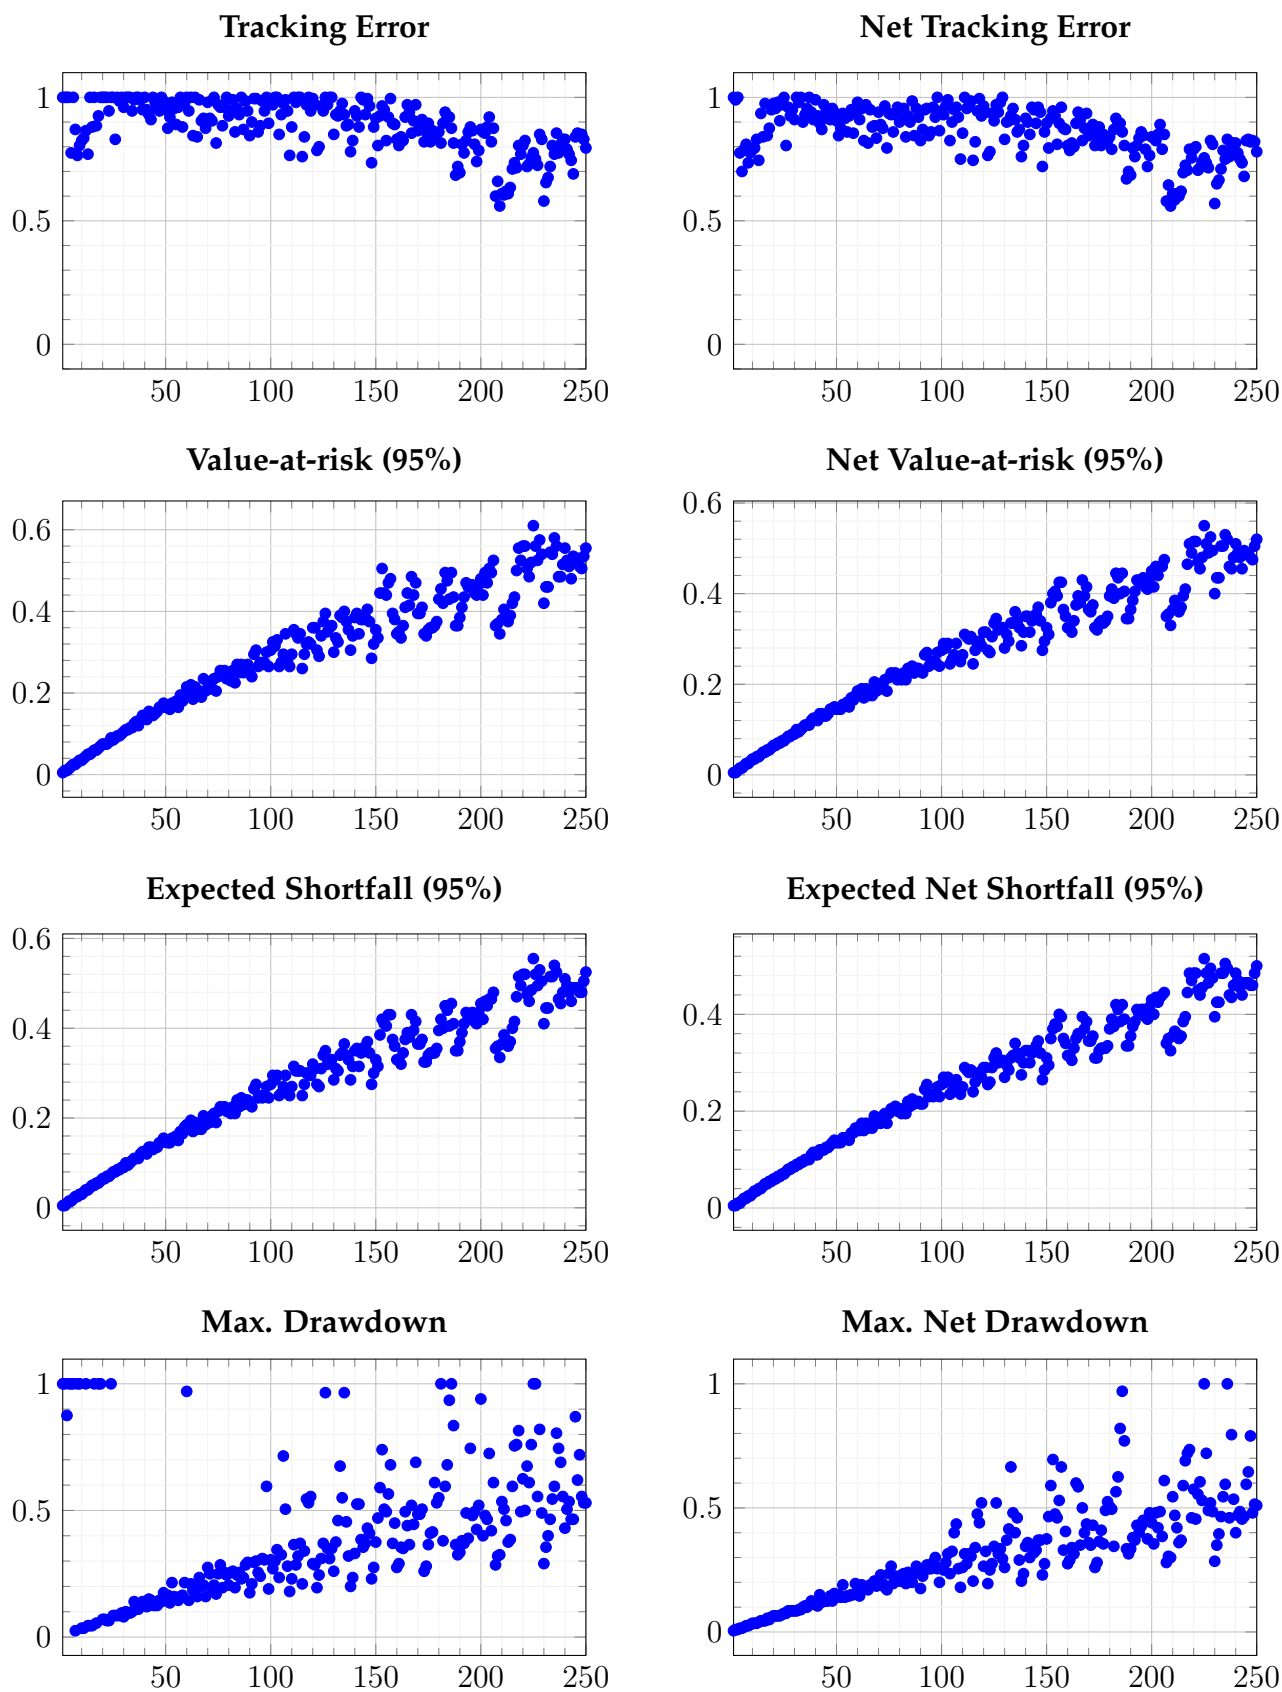 Tracking Error
Net Tracking Error
1
0.5
0
50 100 150 200 250
1
0.5
0
50 100 150 200 250
Value-at-risk (95%)
Net Value-at-risk (95%)
0.6
0.4
0.2
0
50 100 150 200 250
0.6
0.4
0.2
0
50 100 150 200 250
Expected Shortfall (95%)
Expected Net Shortfall (95%)
0.6
0.4
0.2
0
50 100 150 200 250
0.4
0.2
0
50 100 150 200 250
Max. Drawdown
Max. Net Drawdown
1
0.5
0
50 100 150 200 250
1
0.5
0
50 100 150 200 250